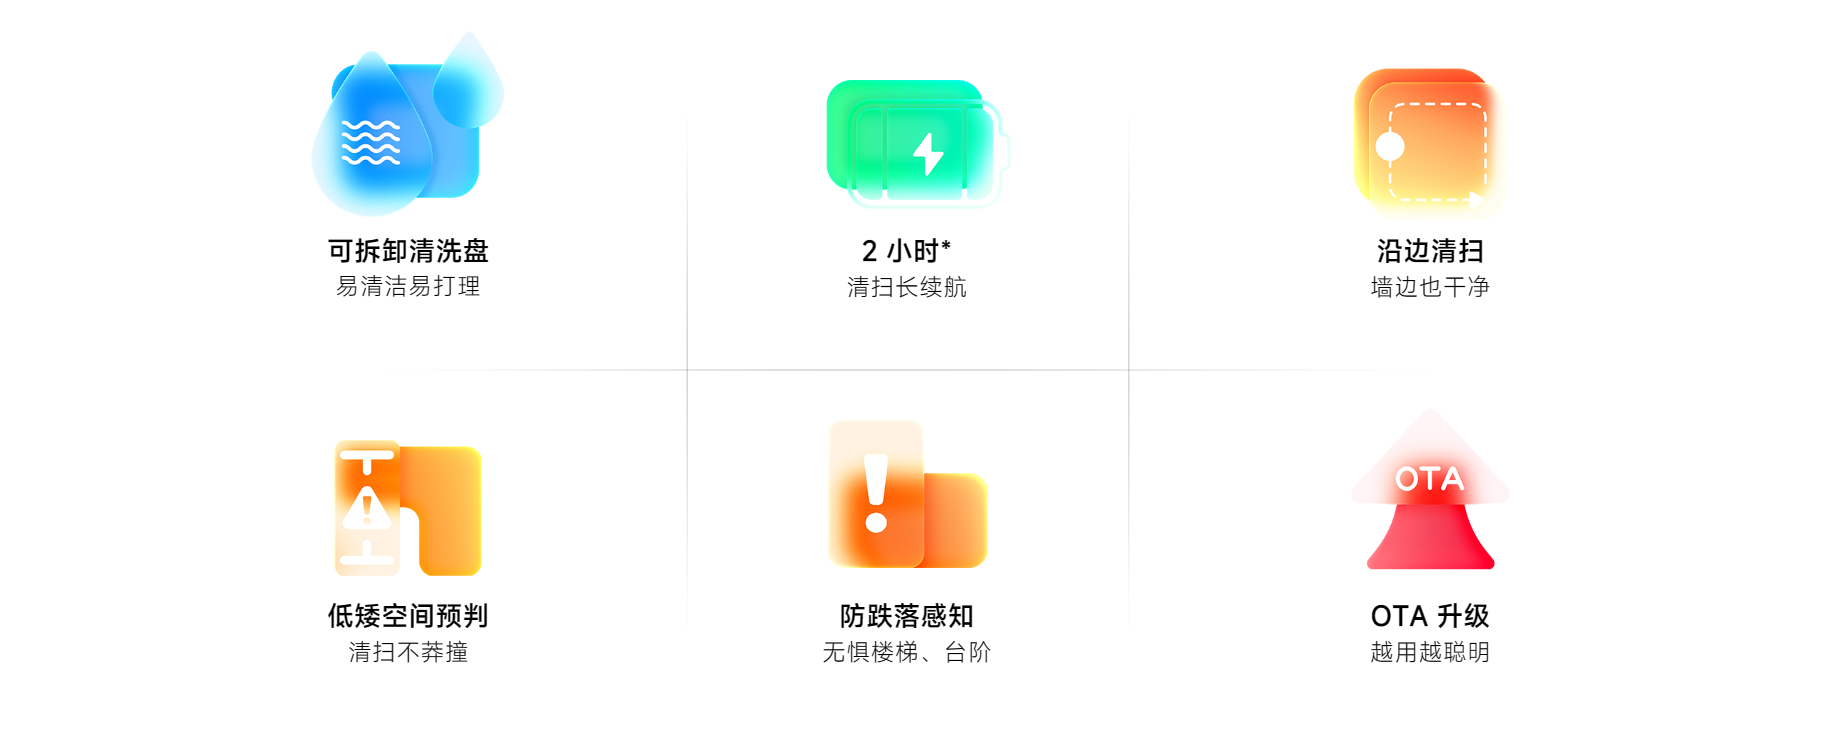 可拆卸清洗盘
易清洁易打理
2 小时*
清扫长续航
沿边清扫
墙边也干净
低矮空间预判
清扫不莽撞
防跌落感知
无惧楼梯、台阶
OTA
OTA 升级
越用越聪明